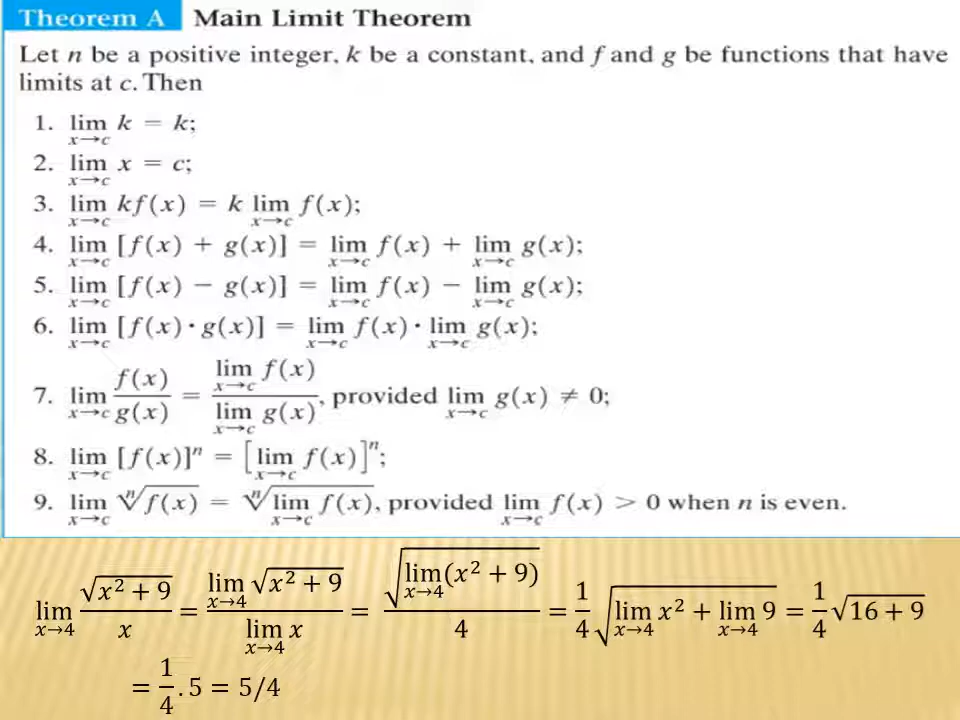 Theorem A Main Limit Theorem
Let n be a positive integer, k be a constant, and f and g be functions that have
limits at c. Then
1. lim_{x→c} k = k;
2. lim_{x→c} x = c;
3. lim_{x→c} kf(x) = k lim_{x→c} f(x);
4. lim_{x→c} [f(x) + g(x)] = lim_{x→c} f(x) + lim_{x→c} g(x);
5. lim_{x→c} [f(x) − g(x)] = lim_{x→c} f(x) − lim_{x→c} g(x);
6. lim_{x→c} [f(x) · g(x)] = lim_{x→c} f(x) · lim_{x→c} g(x);
7. lim_{x→c} f(x)/g(x) = lim_{x→c} f(x) / lim_{x→c} g(x), provided lim_{x→c} g(x) ≠ 0;
8. lim_{x→c} [f(x)]ⁿ = [lim_{x→c} f(x)]ⁿ;
9. lim_{x→c} ⁿ√f(x) = ⁿ√(lim_{x→c} f(x)), provided lim_{x→c} f(x) > 0 when n is even.
lim_{x→4} √(x² + 9) / x = lim_{x→4} √(x² + 9) / lim_{x→4} x = √(lim_{x→4} (x² + 9)) / 4 = 1/4 √(lim_{x→4} x² + lim_{x→4} 9) = 1/4 √(16 + 9)
= 1/4 . 5 = 5/4